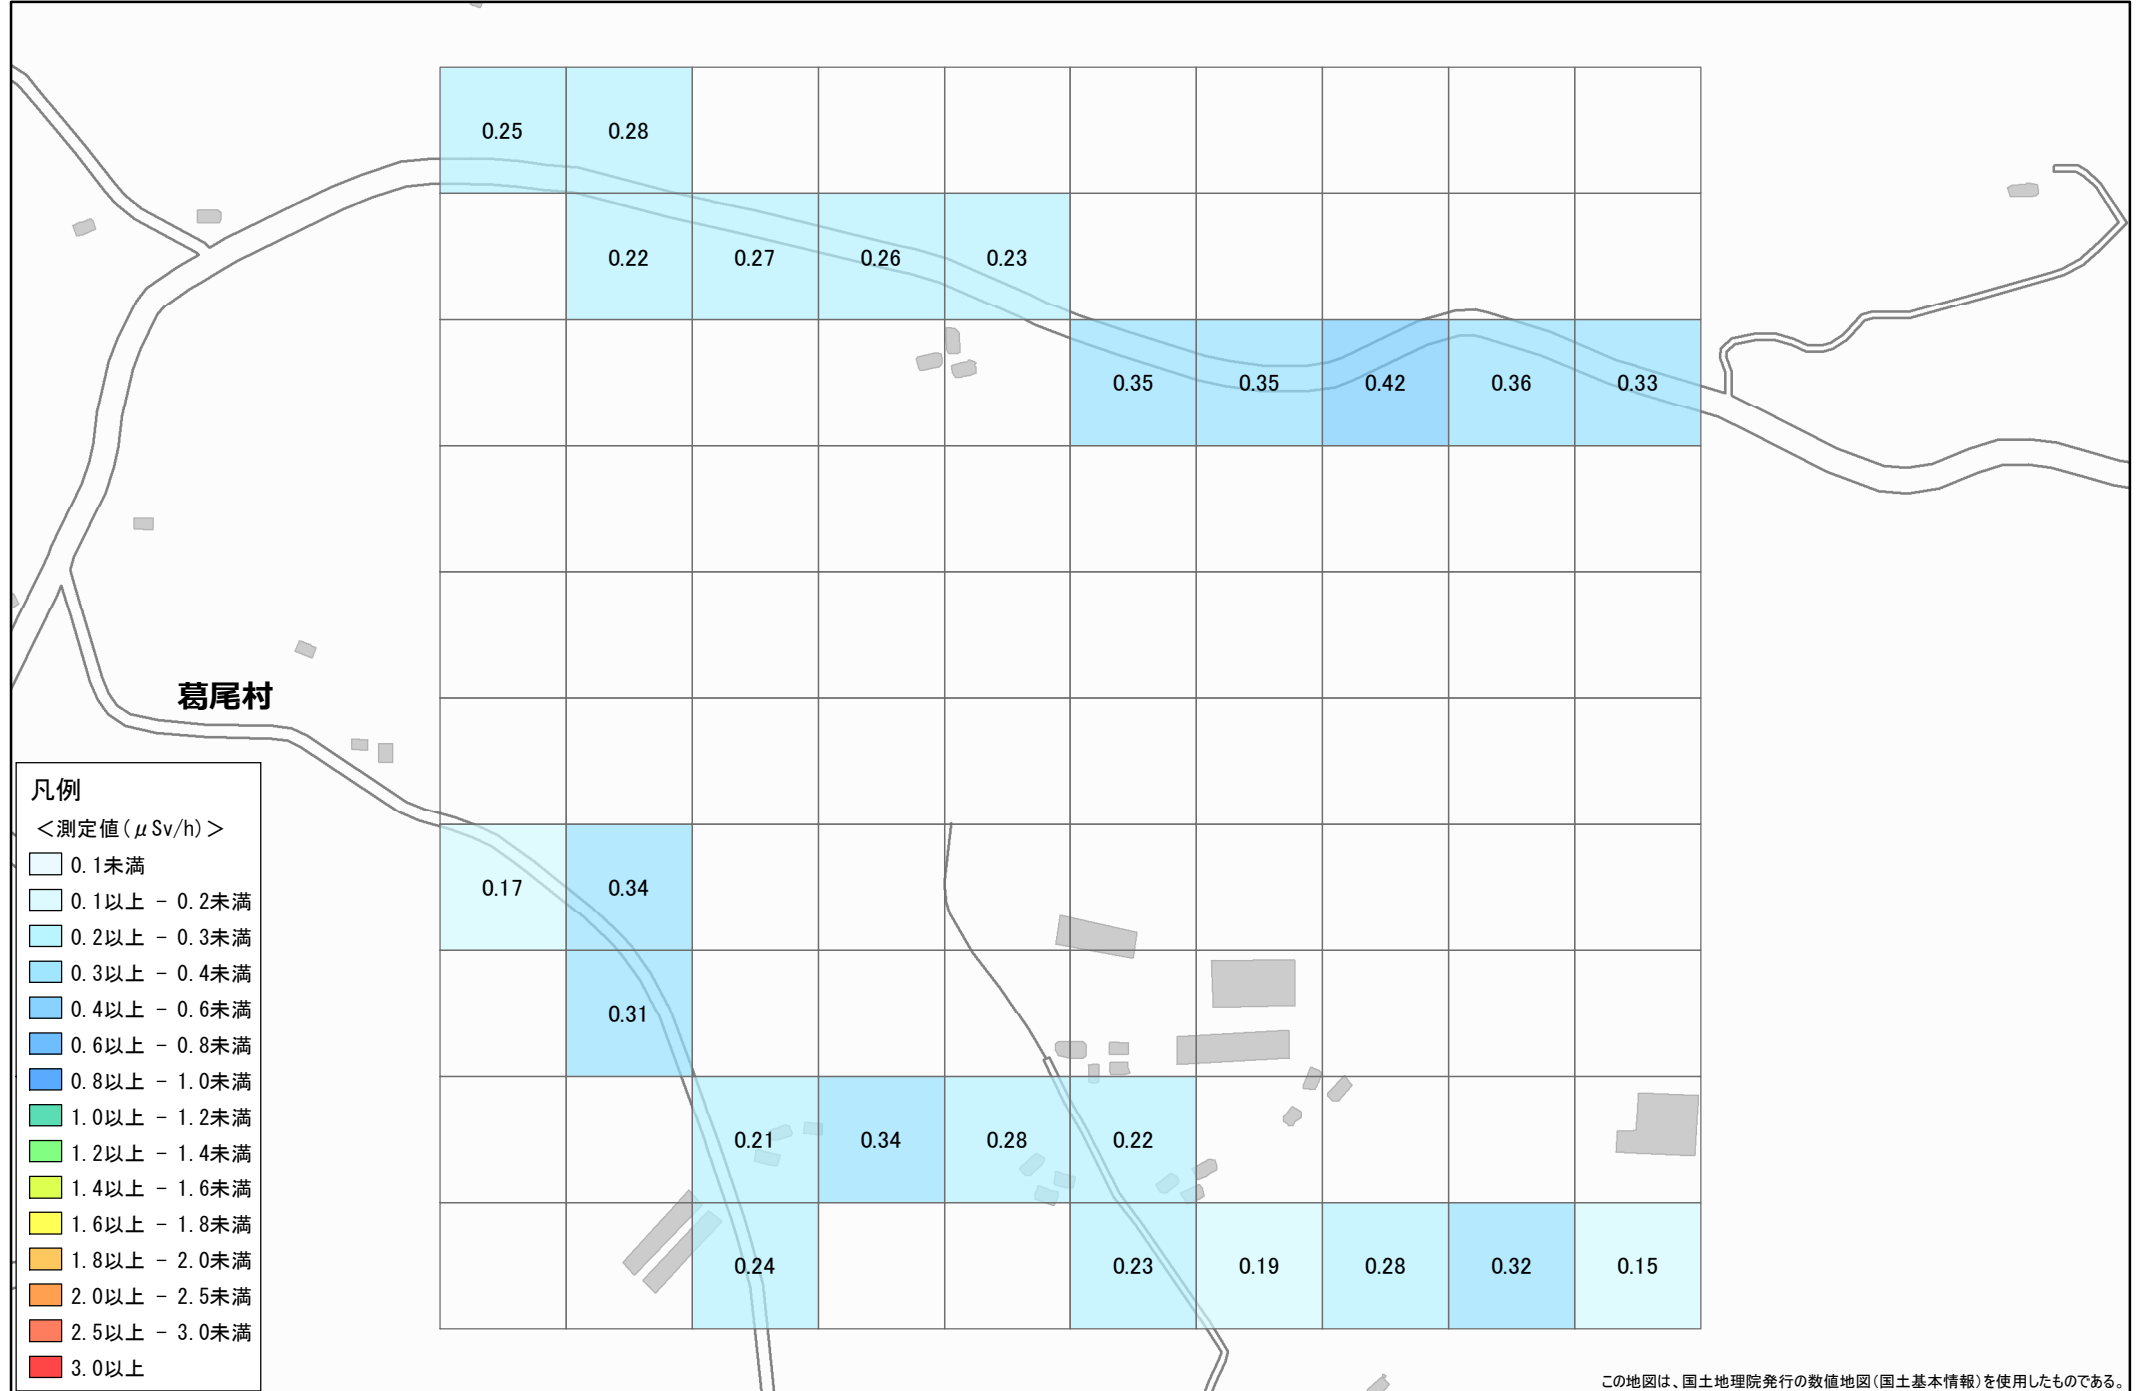 0.25 0.28
0.22 0.27 0.26 0.23
0.35 0.35 0.42 0.36 0.33
葛尾村
0.17 0.34
0.31
0.21 0.34 0.28 0.22
0.24 0.23 0.19 0.28 0.32 0.15
凡例
＜測定値(μSv/h)＞
0.1未満
0.1以上 － 0.2未満
0.2以上 － 0.3未満
0.3以上 － 0.4未満
0.4以上 － 0.6未満
0.6以上 － 0.8未満
0.8以上 － 1.0未満
1.0以上 － 1.2未満
1.2以上 － 1.4未満
1.4以上 － 1.6未満
1.6以上 － 1.8未満
1.8以上 － 2.0未満
2.0以上 － 2.5未満
2.5以上 － 3.0未満
3.0以上
この地図は、国土地理院発行の数値地図(国土基本情報)を使用したものである。